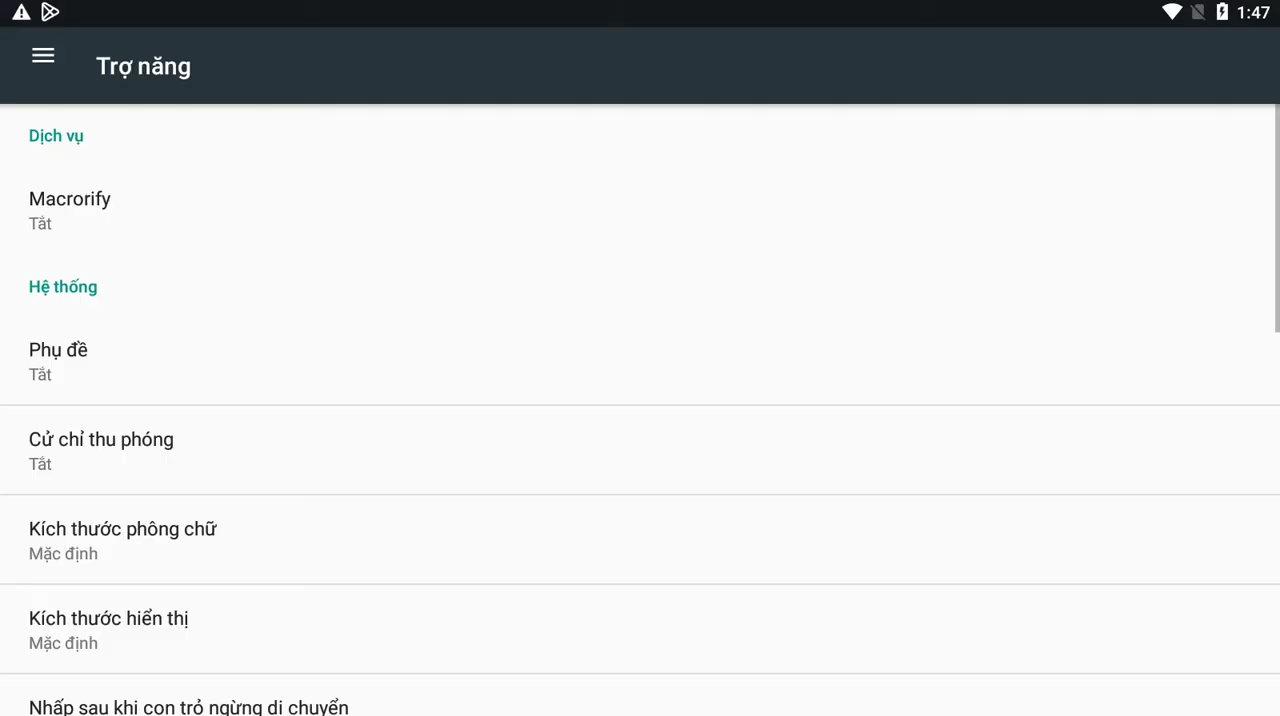 1:47
Trợ năng
Dịch vụ
Macrorify
Tắt
Hệ thống
Phụ đề
Tắt
Cử chỉ thu phóng
Tắt
Kích thước phông chữ
Mặc định
Kích thước hiển thị
Mặc định
Nhấp sau khi con trỏ ngừng di chuyển